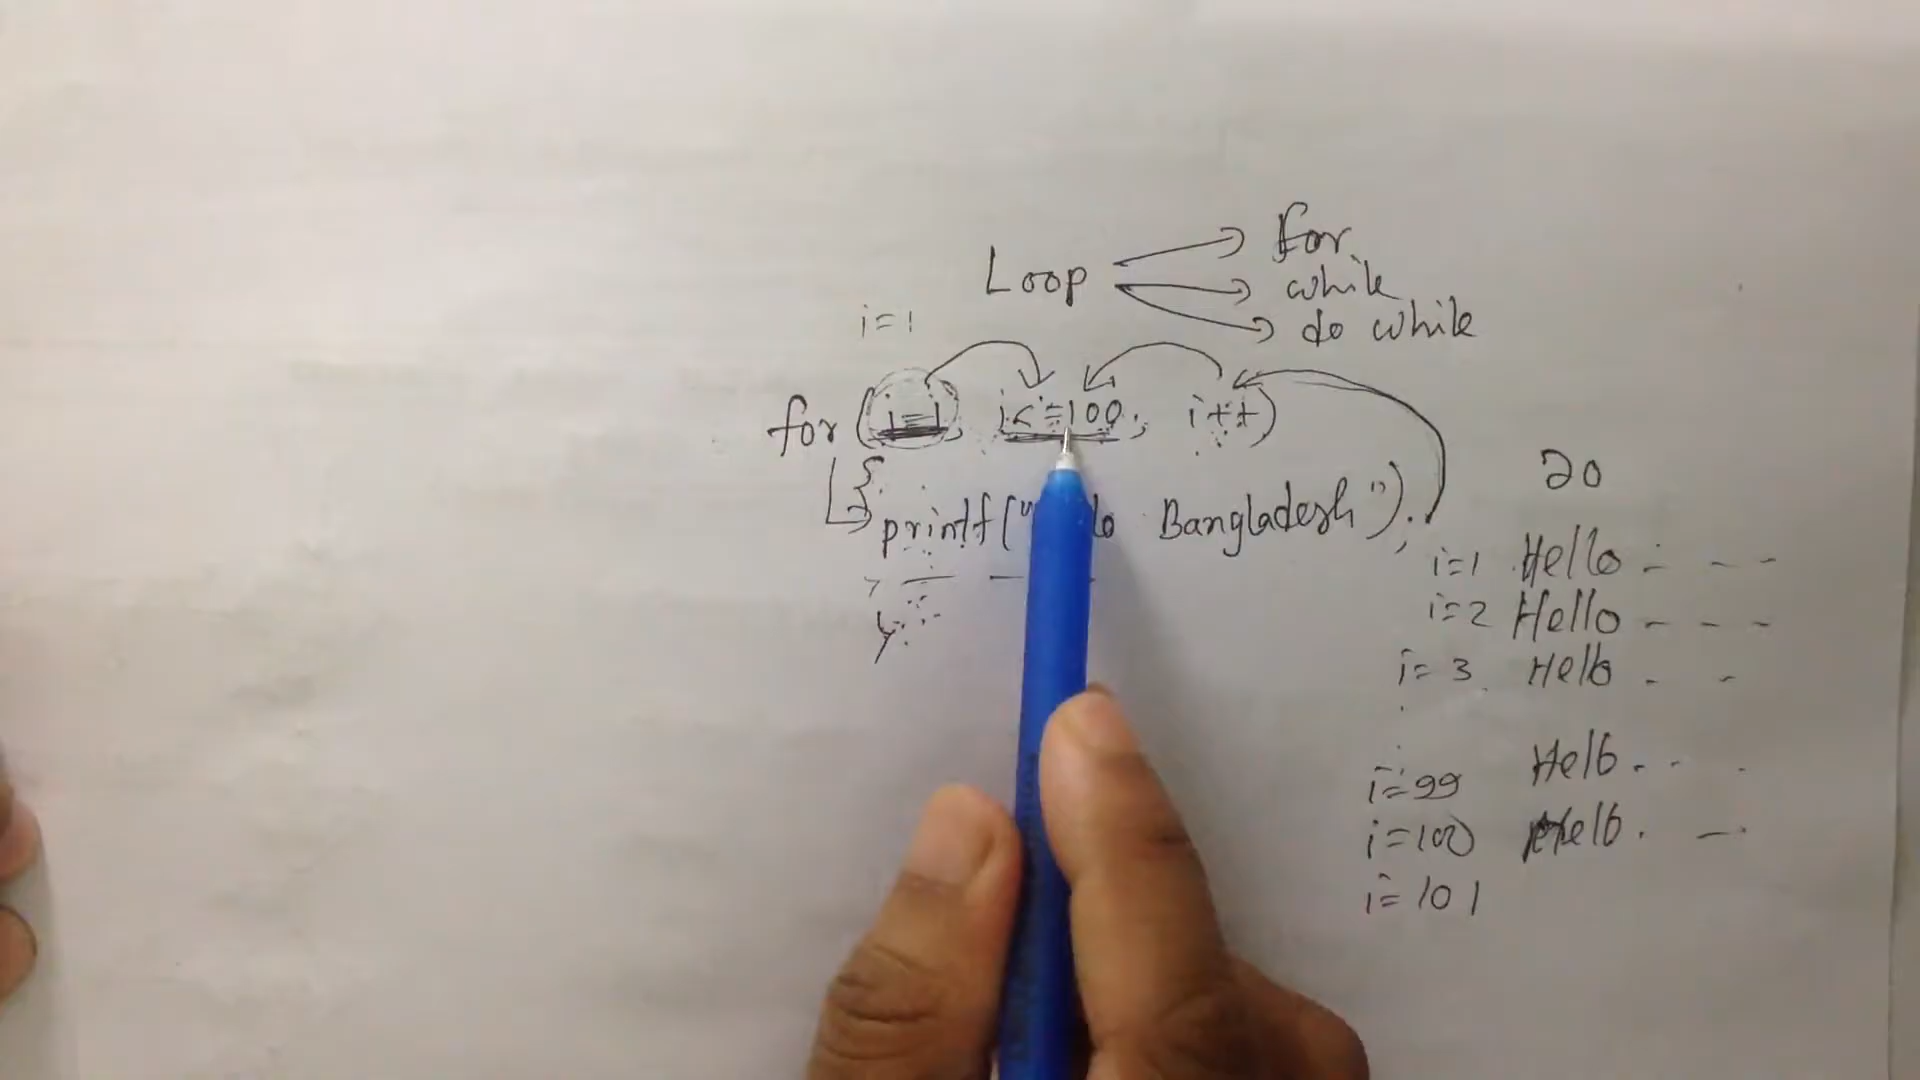 Loop for
while
do while
i=1
for (i=1; i<=100; i++)
{
printf(" Bangladesh");
}
20
i=1 Hello - - -
i=2 Hello - - -
i=3 Hello - -
i=99 Hello - - -
i=100 Hello. -
i=101